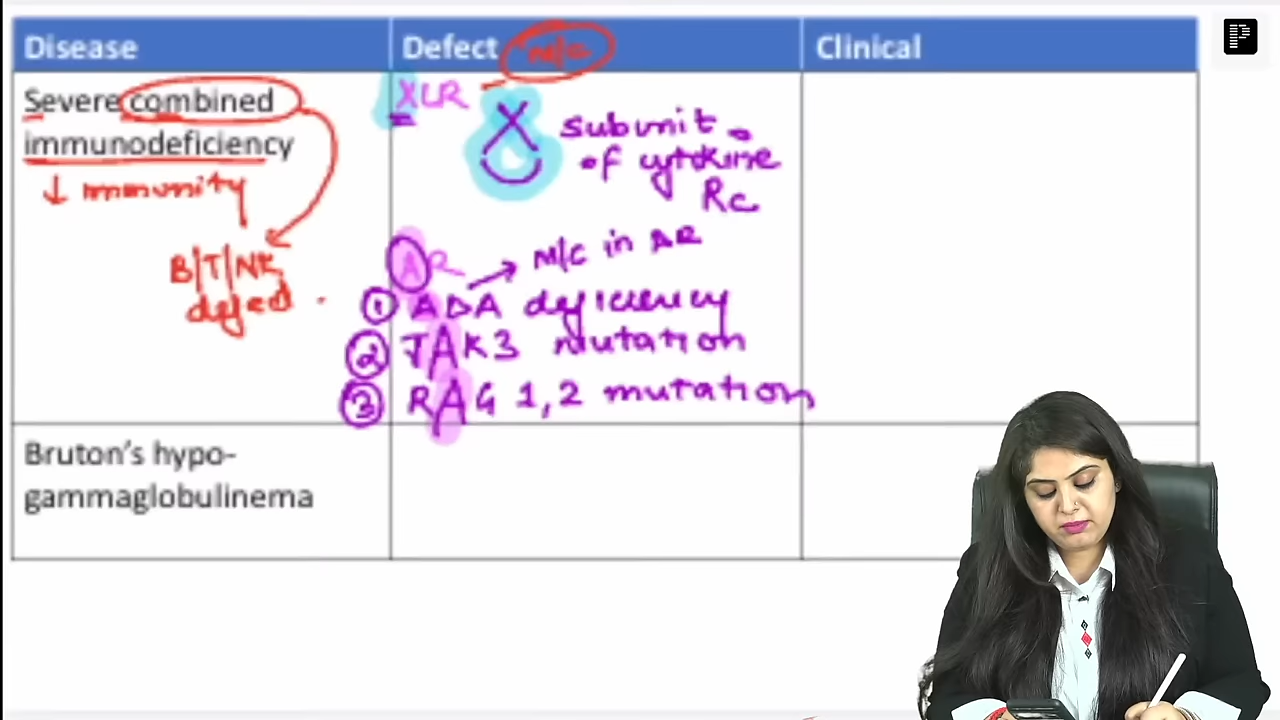 Disease
Defect M/C
Clinical
Severe combined
immunodeficiency
↓ immunity
B/T/NK
defect
XLR
γ subunit
of cytokine
Rc
AR
M/C in AR
① ADA deficiency
② JAK3 mutation
③ RAG 1,2 mutation
Bruton's hypo-
gammaglobulinema
P